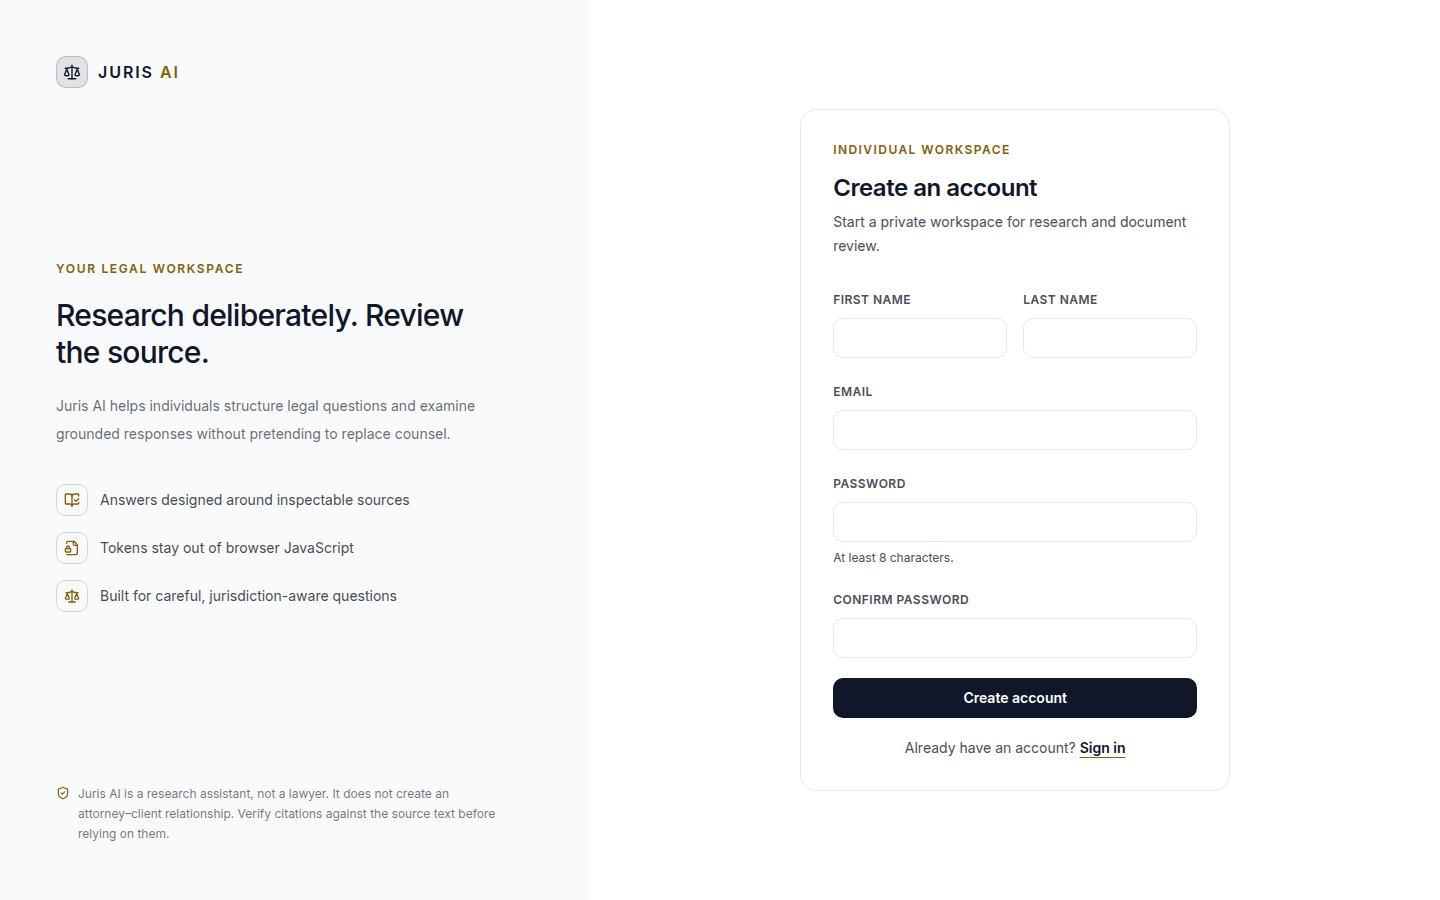 JURIS AI
YOUR LEGAL WORKSPACE
Research deliberately. Review
the source.
Juris AI helps individuals structure legal questions and examine
grounded responses without pretending to replace counsel.
Answers designed around inspectable sources
Tokens stay out of browser JavaScript
Built for careful, jurisdiction-aware questions
Juris AI is a research assistant, not a lawyer. It does not create an
attorney–client relationship. Verify citations against the source text before
relying on them.
INDIVIDUAL WORKSPACE
Create an account
Start a private workspace for research and document
review.
FIRST NAME
LAST NAME
EMAIL
PASSWORD
At least 8 characters.
CONFIRM PASSWORD
Create account
Already have an account? Sign in